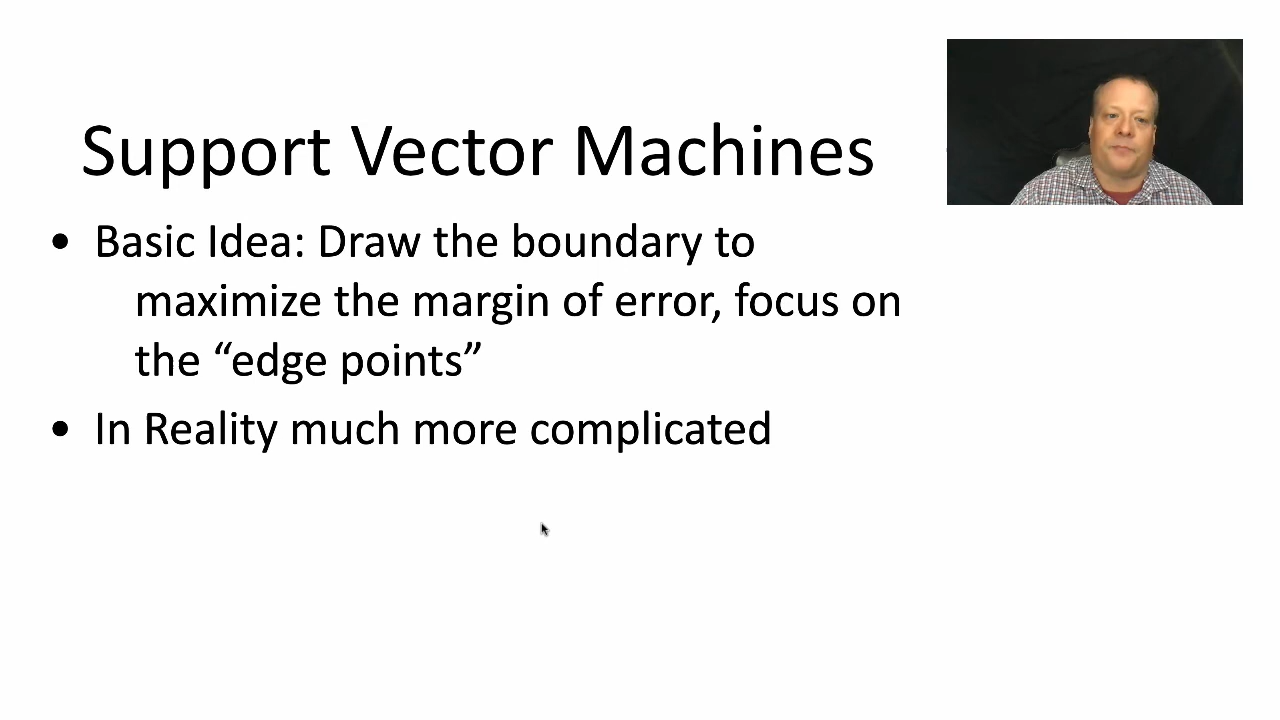 Support Vector Machines
• Basic Idea: Draw the boundary to
maximize the margin of error, focus on
the “edge points”
• In Reality much more complicated